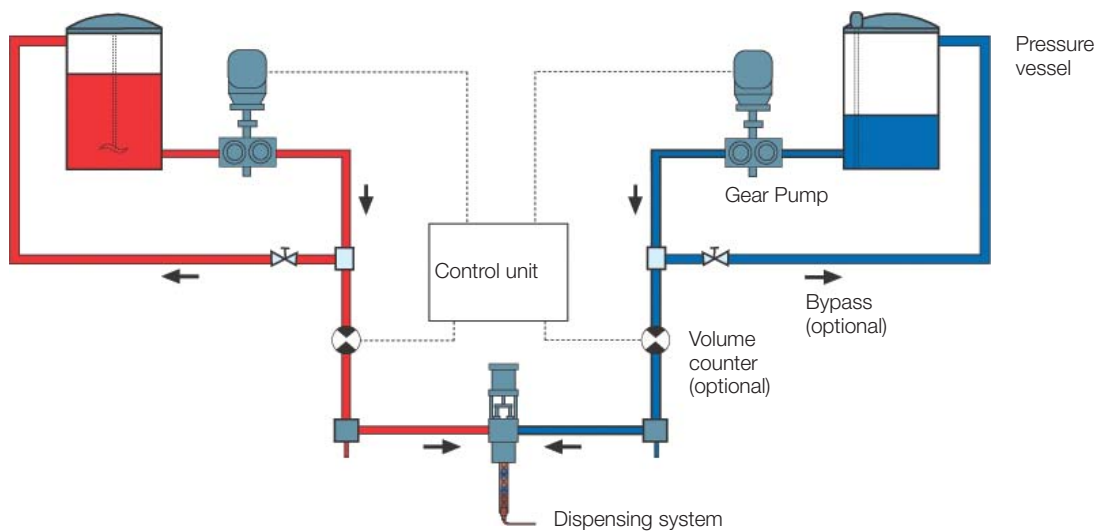 Pressure
vessel
Gear Pump
Control unit
Bypass
(optional)
Volume
counter
(optional)
Dispensing system